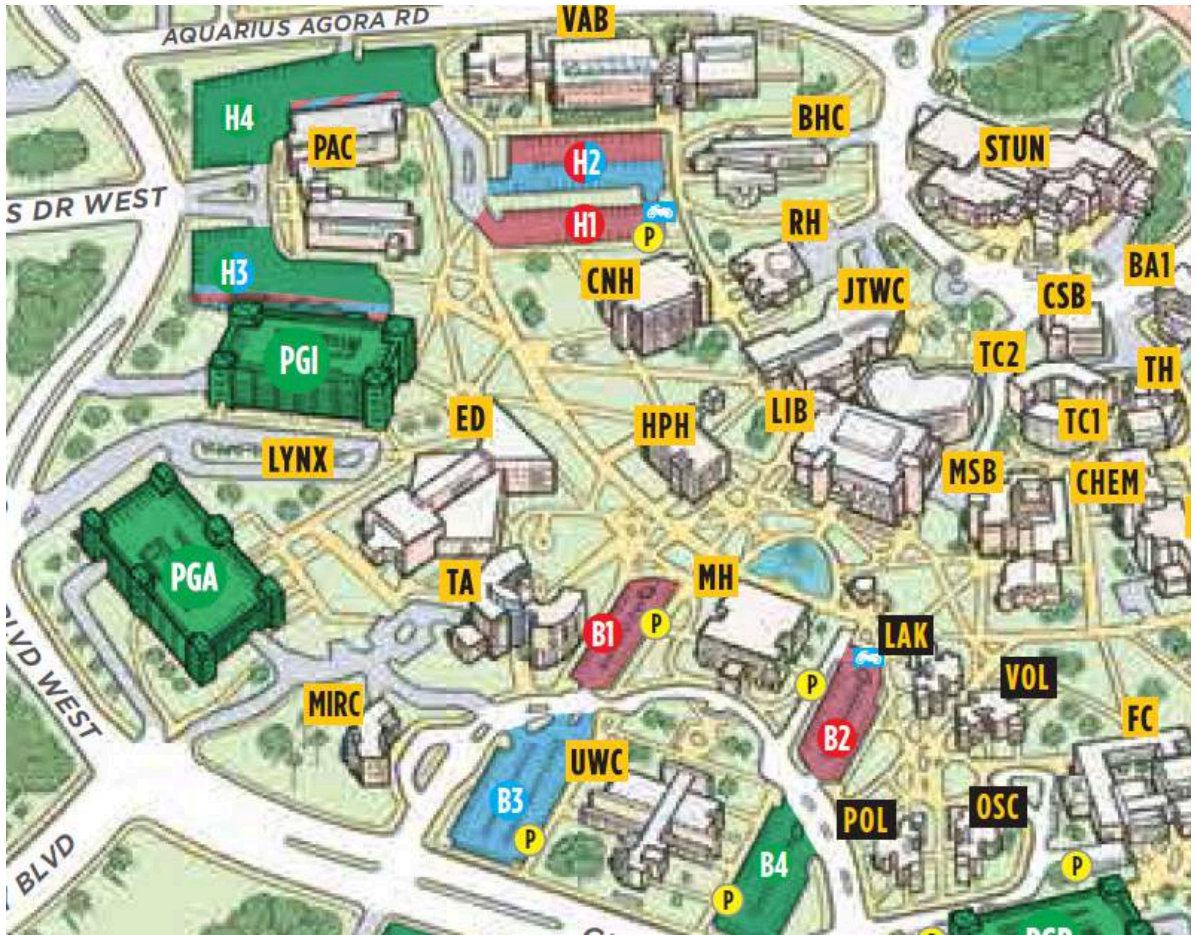 AQUARIUS AGORA RD
VAB
H4
PAC
H2
BHC
STUN
S DR WEST
H1
P
RH
H3
CNH
JTWC
CSB
BA1
PGI
TC2
TH
ED
HPH
LIB
TC1
LYNX
MSB
CHEM
PGA
TA
MH
B1
P
LAK
VOL
BLVD WEST
MIRC
P
B2
FC
UWC
B3
P
POL
OSC
BLVD
B4
P
P